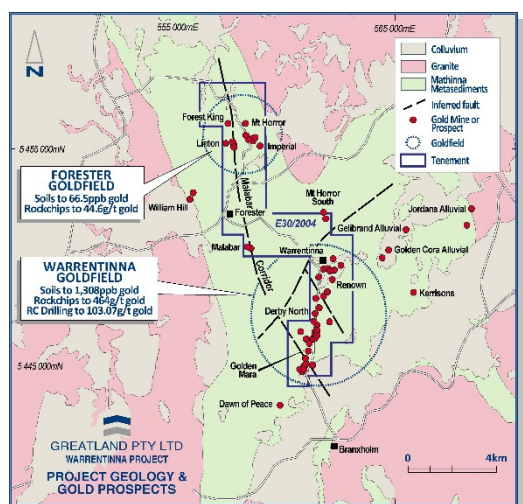 555 000mE
565 000mE
N
Colluvium
Granite
Mathinna
Metasediments
Inferred fault
Gold Mine or
Prospect
Goldfield
Tenement
Forest King
Mt Horror
5 455 000mN
Linton
Imperial
FORESTER
GOLDFIELD
Soils to 66.5ppb gold
Rockchips to 44.6g/t gold
Malabar
Mt Horror
South
Jordans Alluvial
William Hill
Forester
E30/2004
Gelibrand Alluvial
Malabar
Warrentinna
Golden Cora Alluvial
WARRENTINNA
GOLDFIELD
Soils to 1,308ppb gold
Rockchips to 464g/t gold
RC Drilling to 103.07g/t gold
Corridor
Renown
Kerrisons
Derby North
5 445 000mN
Golden
Mara
Dawn of Peace
GREATLAND PTY LTD
WARRENTINNA PROJECT
PROJECT GEOLOGY &
GOLD PROSPECTS
Branxholm
0
4km